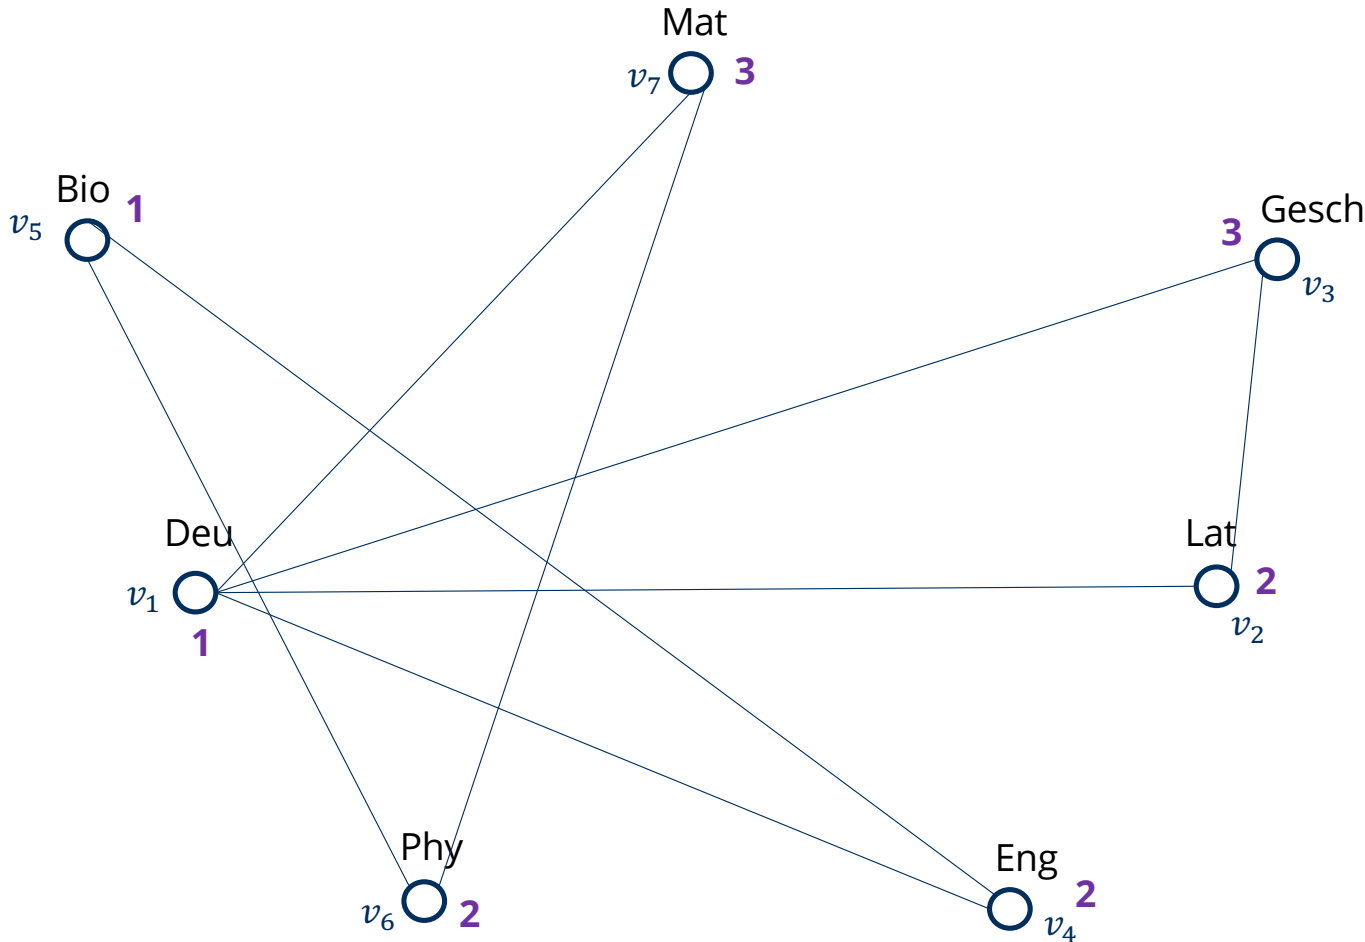 Mat
v₇ 3
Bio 1
v₅
Gesch
3
v₃
Deu
v₁
1
Lat
2
v₂
Phy
v₆ 2
Eng
2
v₄